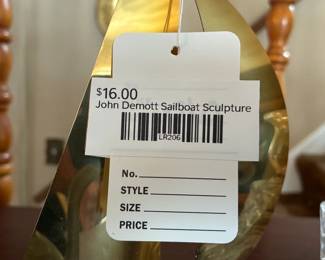 $16.00
John Demott Sailboat Sculpture
LR206
No.
STYLE
SIZE
PRICE